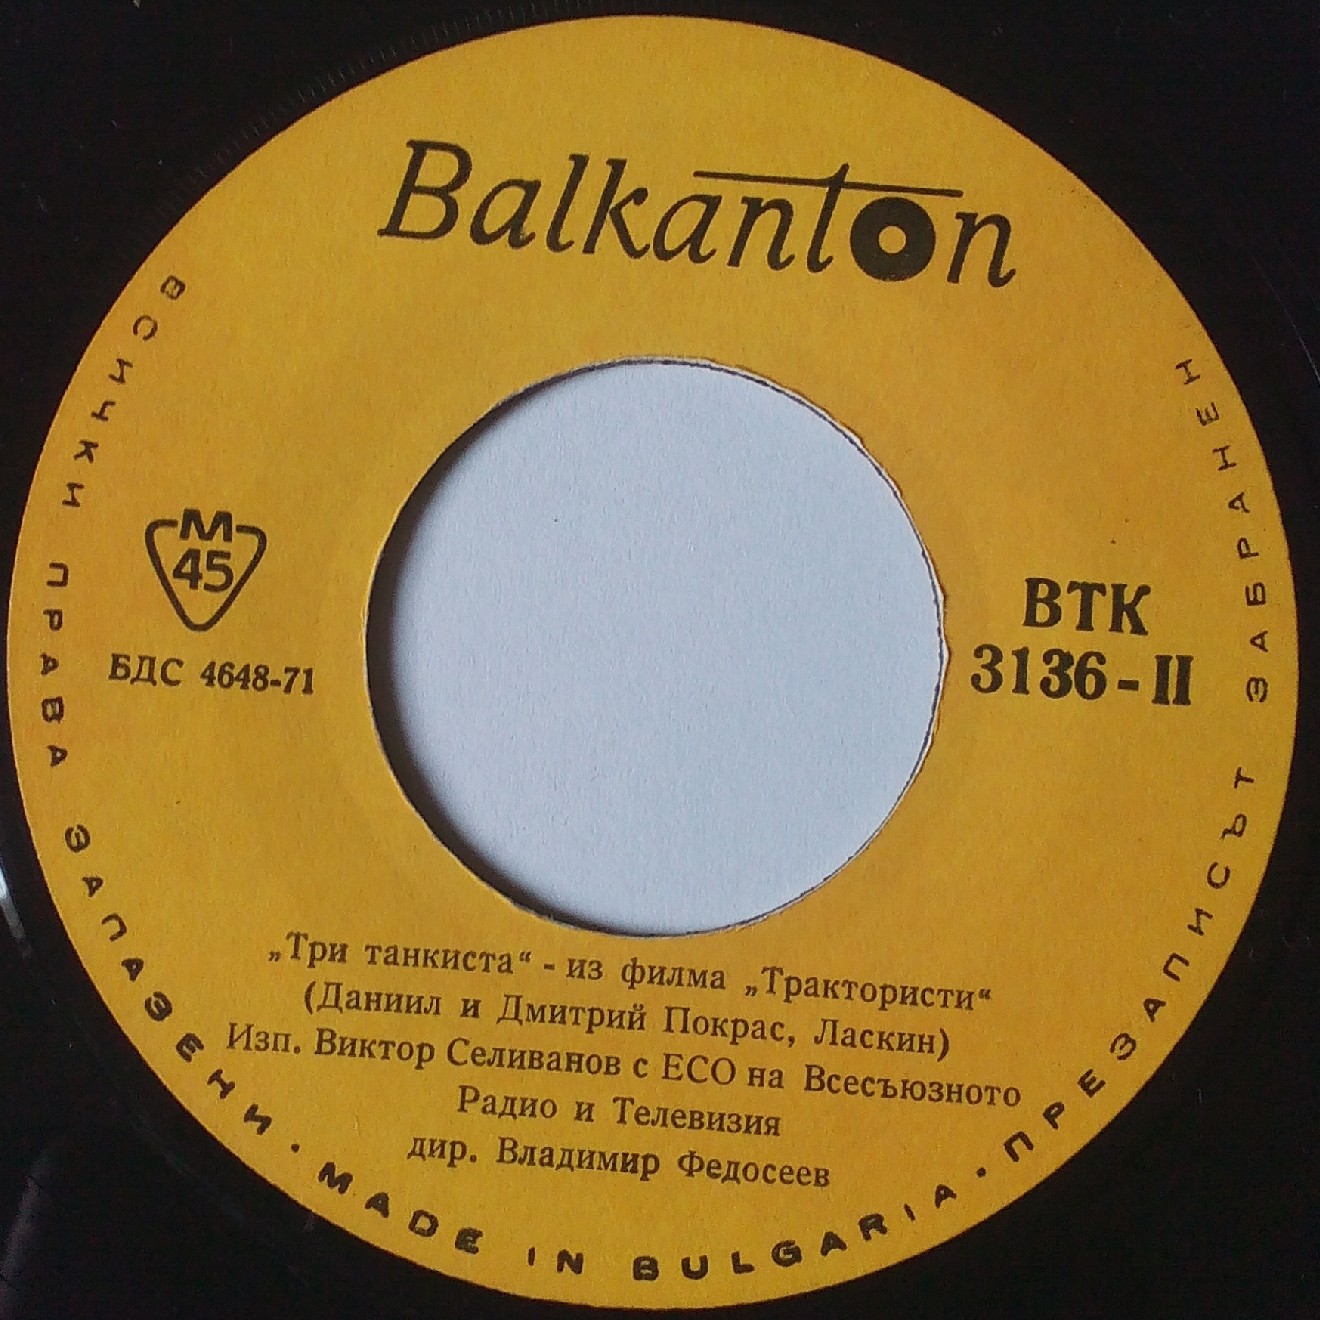 Balkanton
M
45
БДС 4648-71
ВТК
3136-II
„Три танкиста“ - из филма „Трактористи“
(Даниил и Дмитрий Покрас, Ласкин)
Изп. Виктор Селиванов с ЕСО на Всесъюзното
Радио и Телевизия
дир. Владимир Федосеев
ВСИЧКИ ПРАВА ЗАПАЗЕНИ · MADE IN BULGARIA · ПРЕЗАПИСЪТ ЗАБРАНЕН